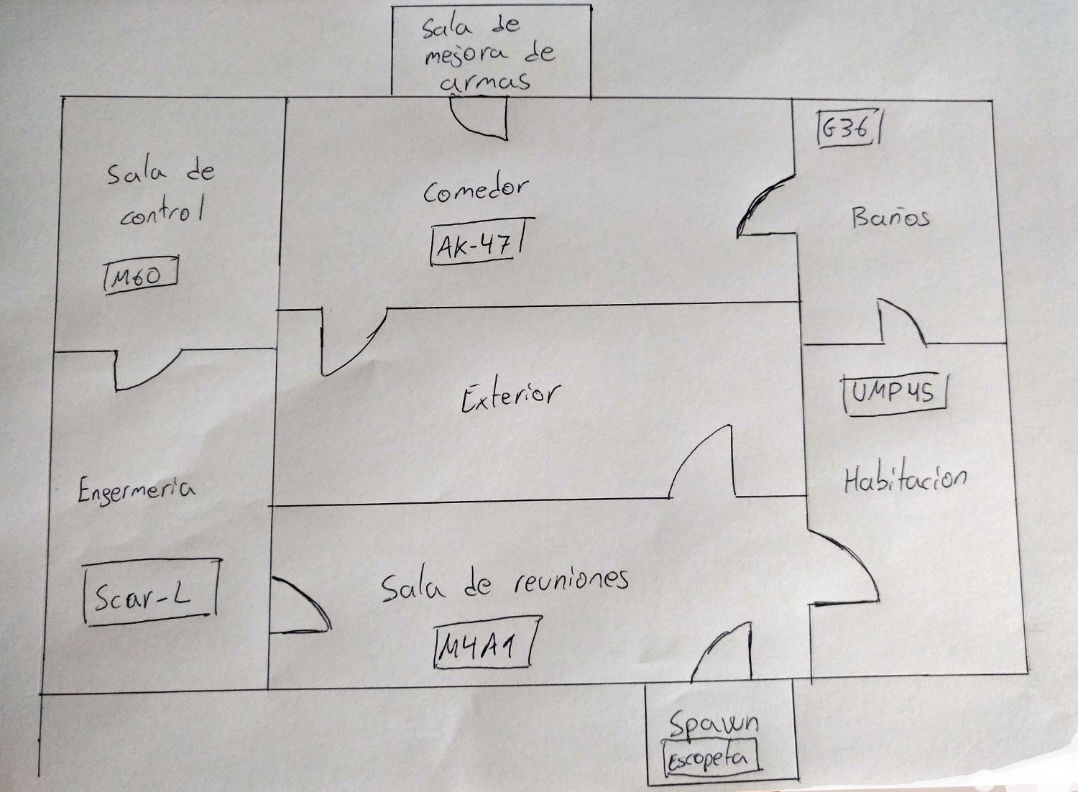 Sala de
mejora de
armas
G36
Sala de
control
M60
Comedor
AK-47
Baños
Exterior
UMP45
Habitacion
Engermeria
Scar-L
Sala de reuniones
M4A1
Spawn
Escopeta